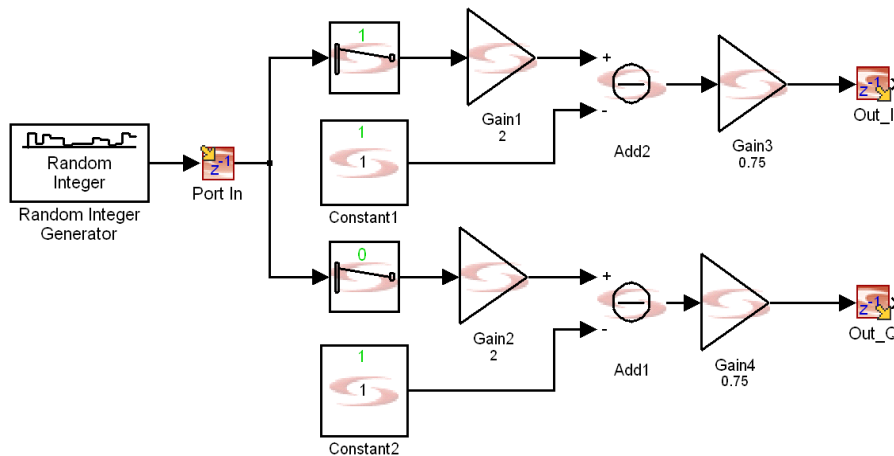 1
Gain1
2
+
-
Add2
Gain3
0.75
z-1
Out_I
1
1
Constant1
Random
Integer
Random Integer
Generator
z-1
Port In
0
Gain2
2
+
-
Add1
Gain4
0.75
z-1
Out_Q
1
1
Constant2